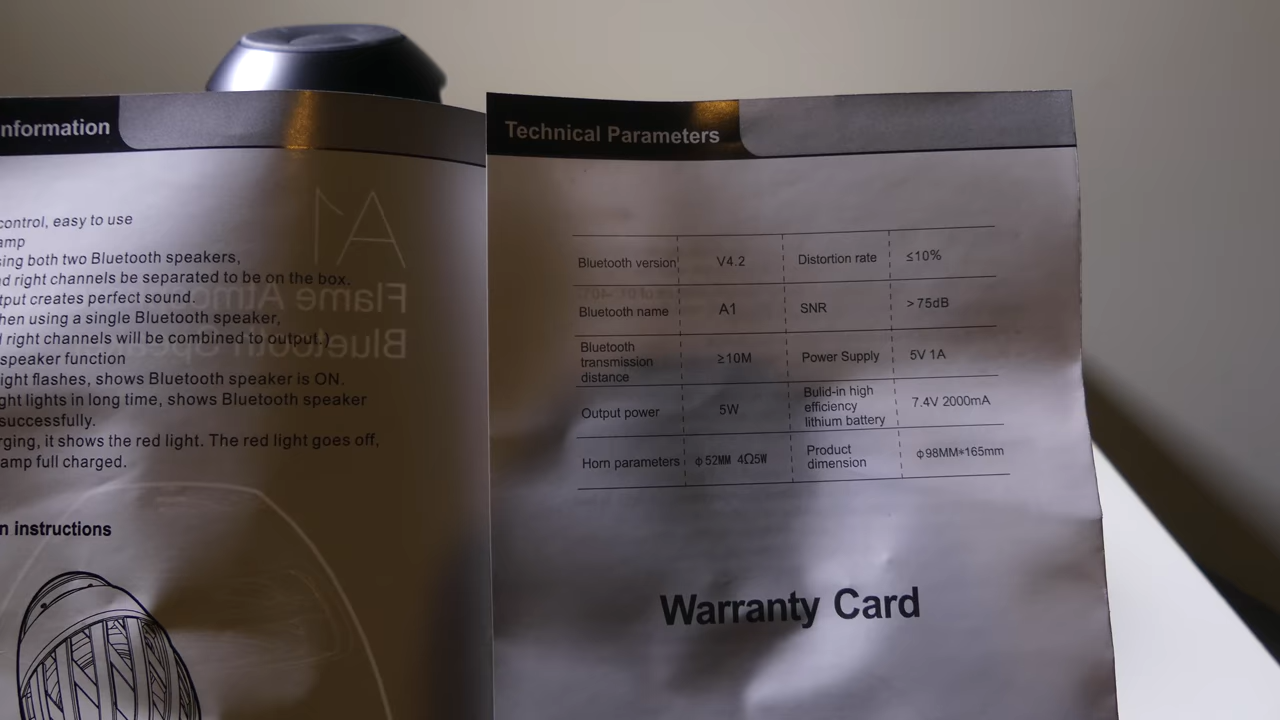 nformation
control, easy to use
amp
sing both two Bluetooth speakers,
d right channels be separated to be on the box.
tput creates perfect sound.
hen using a single Bluetooth speaker,
d right channels will be combined to output.)
speaker function
ight flashes, shows Bluetooth speaker is ON.
ght lights in long time, shows Bluetooth speaker
successfully.
rging, it shows the red light. The red light goes off,
amp full charged.
n instructions
A1
Flame Atmo
Bluetooth Spe
Technical Parameters
Bluetooth version V4.2 Distortion rate ≤10%
Bluetooth name A1 SNR >75dB
Bluetooth
transmission
distance
≥10M Power Supply 5V 1A
Output power 5W
Bulid-in high
efficiency
lithium battery
7.4V 2000mA
Horn parameters ϕ52MM 4Ω5W
Product
dimension
ϕ98MM*165mm
Warranty Card